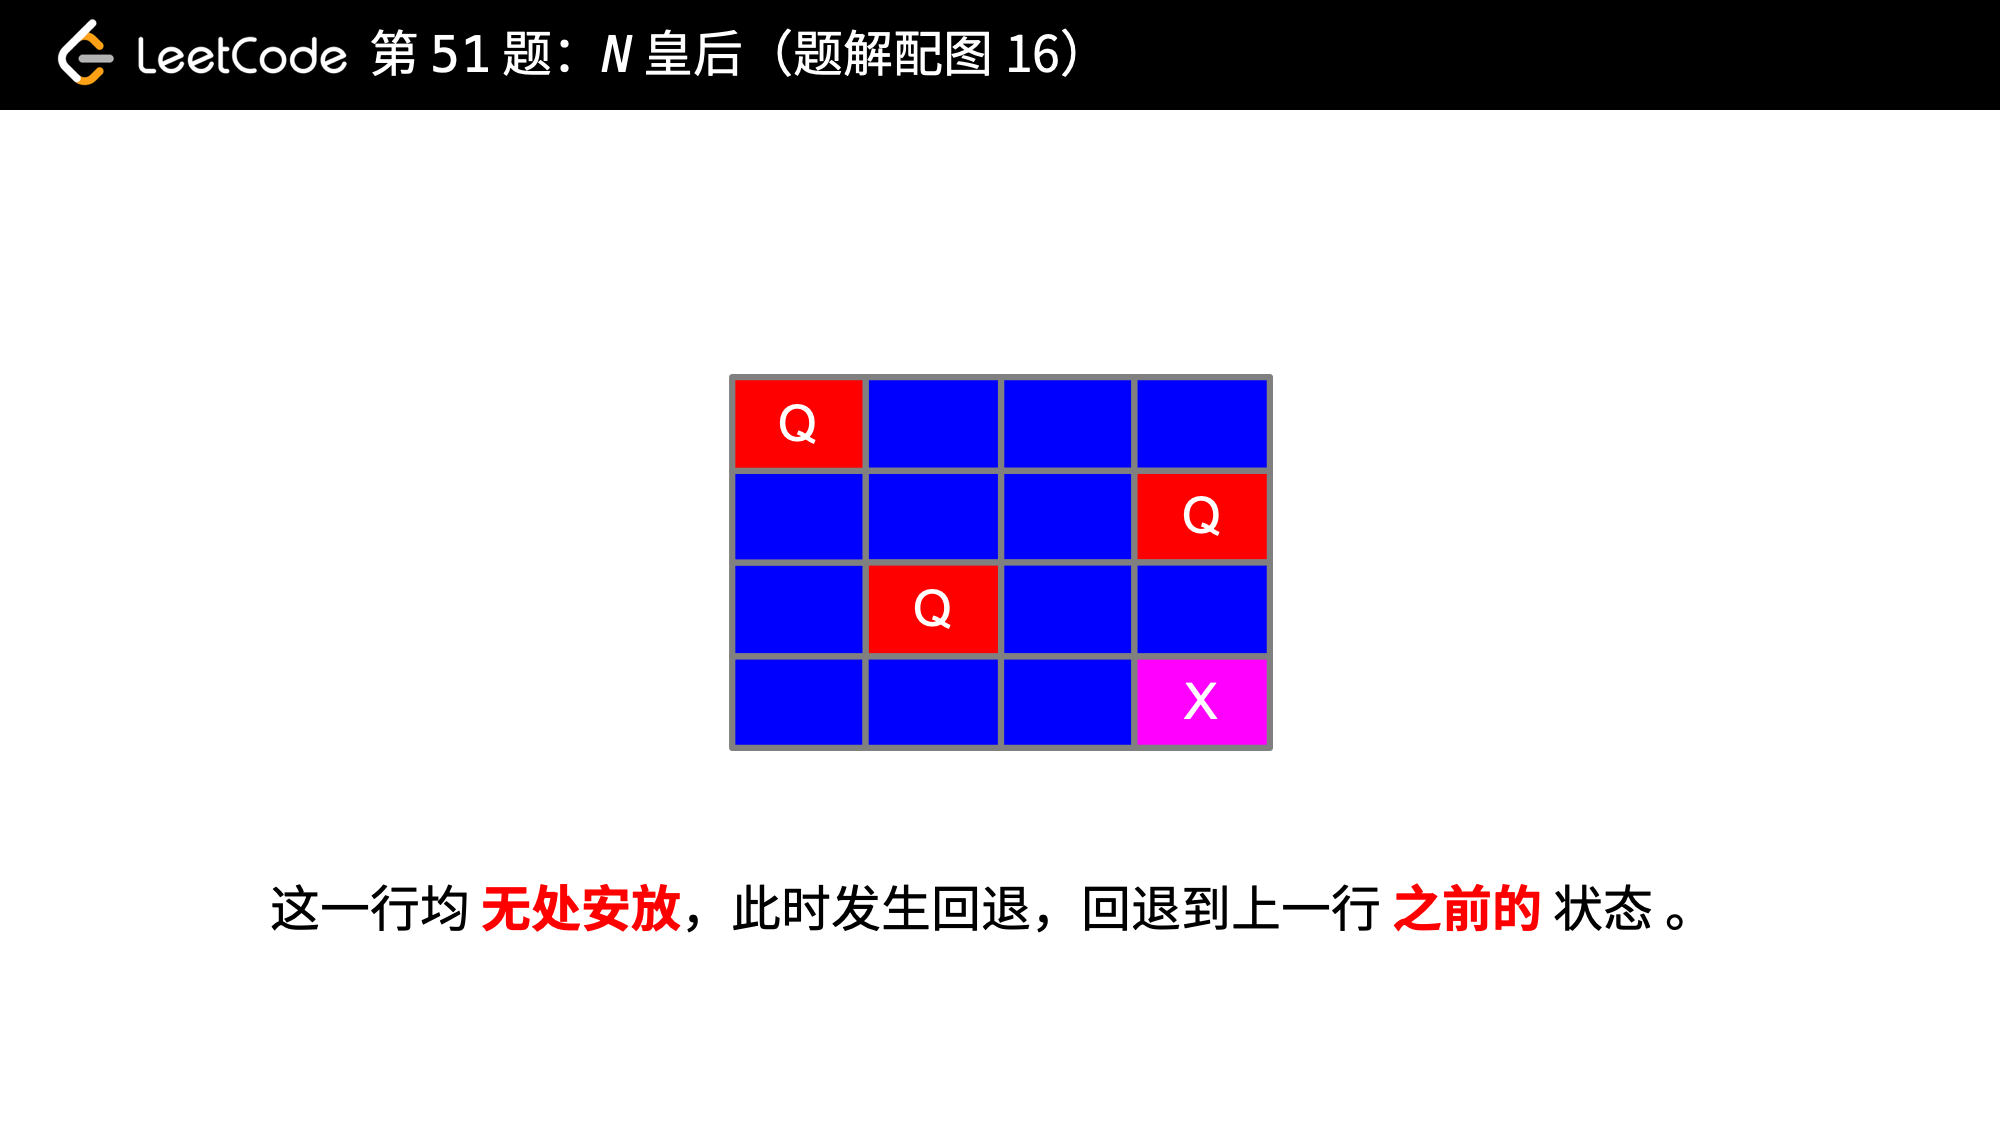 LeetCode 第 51 题：N 皇后（题解配图 16）
Q
Q
Q
X
这一行均 无处安放，此时发生回退，回退到上一行 之前的 状态 。